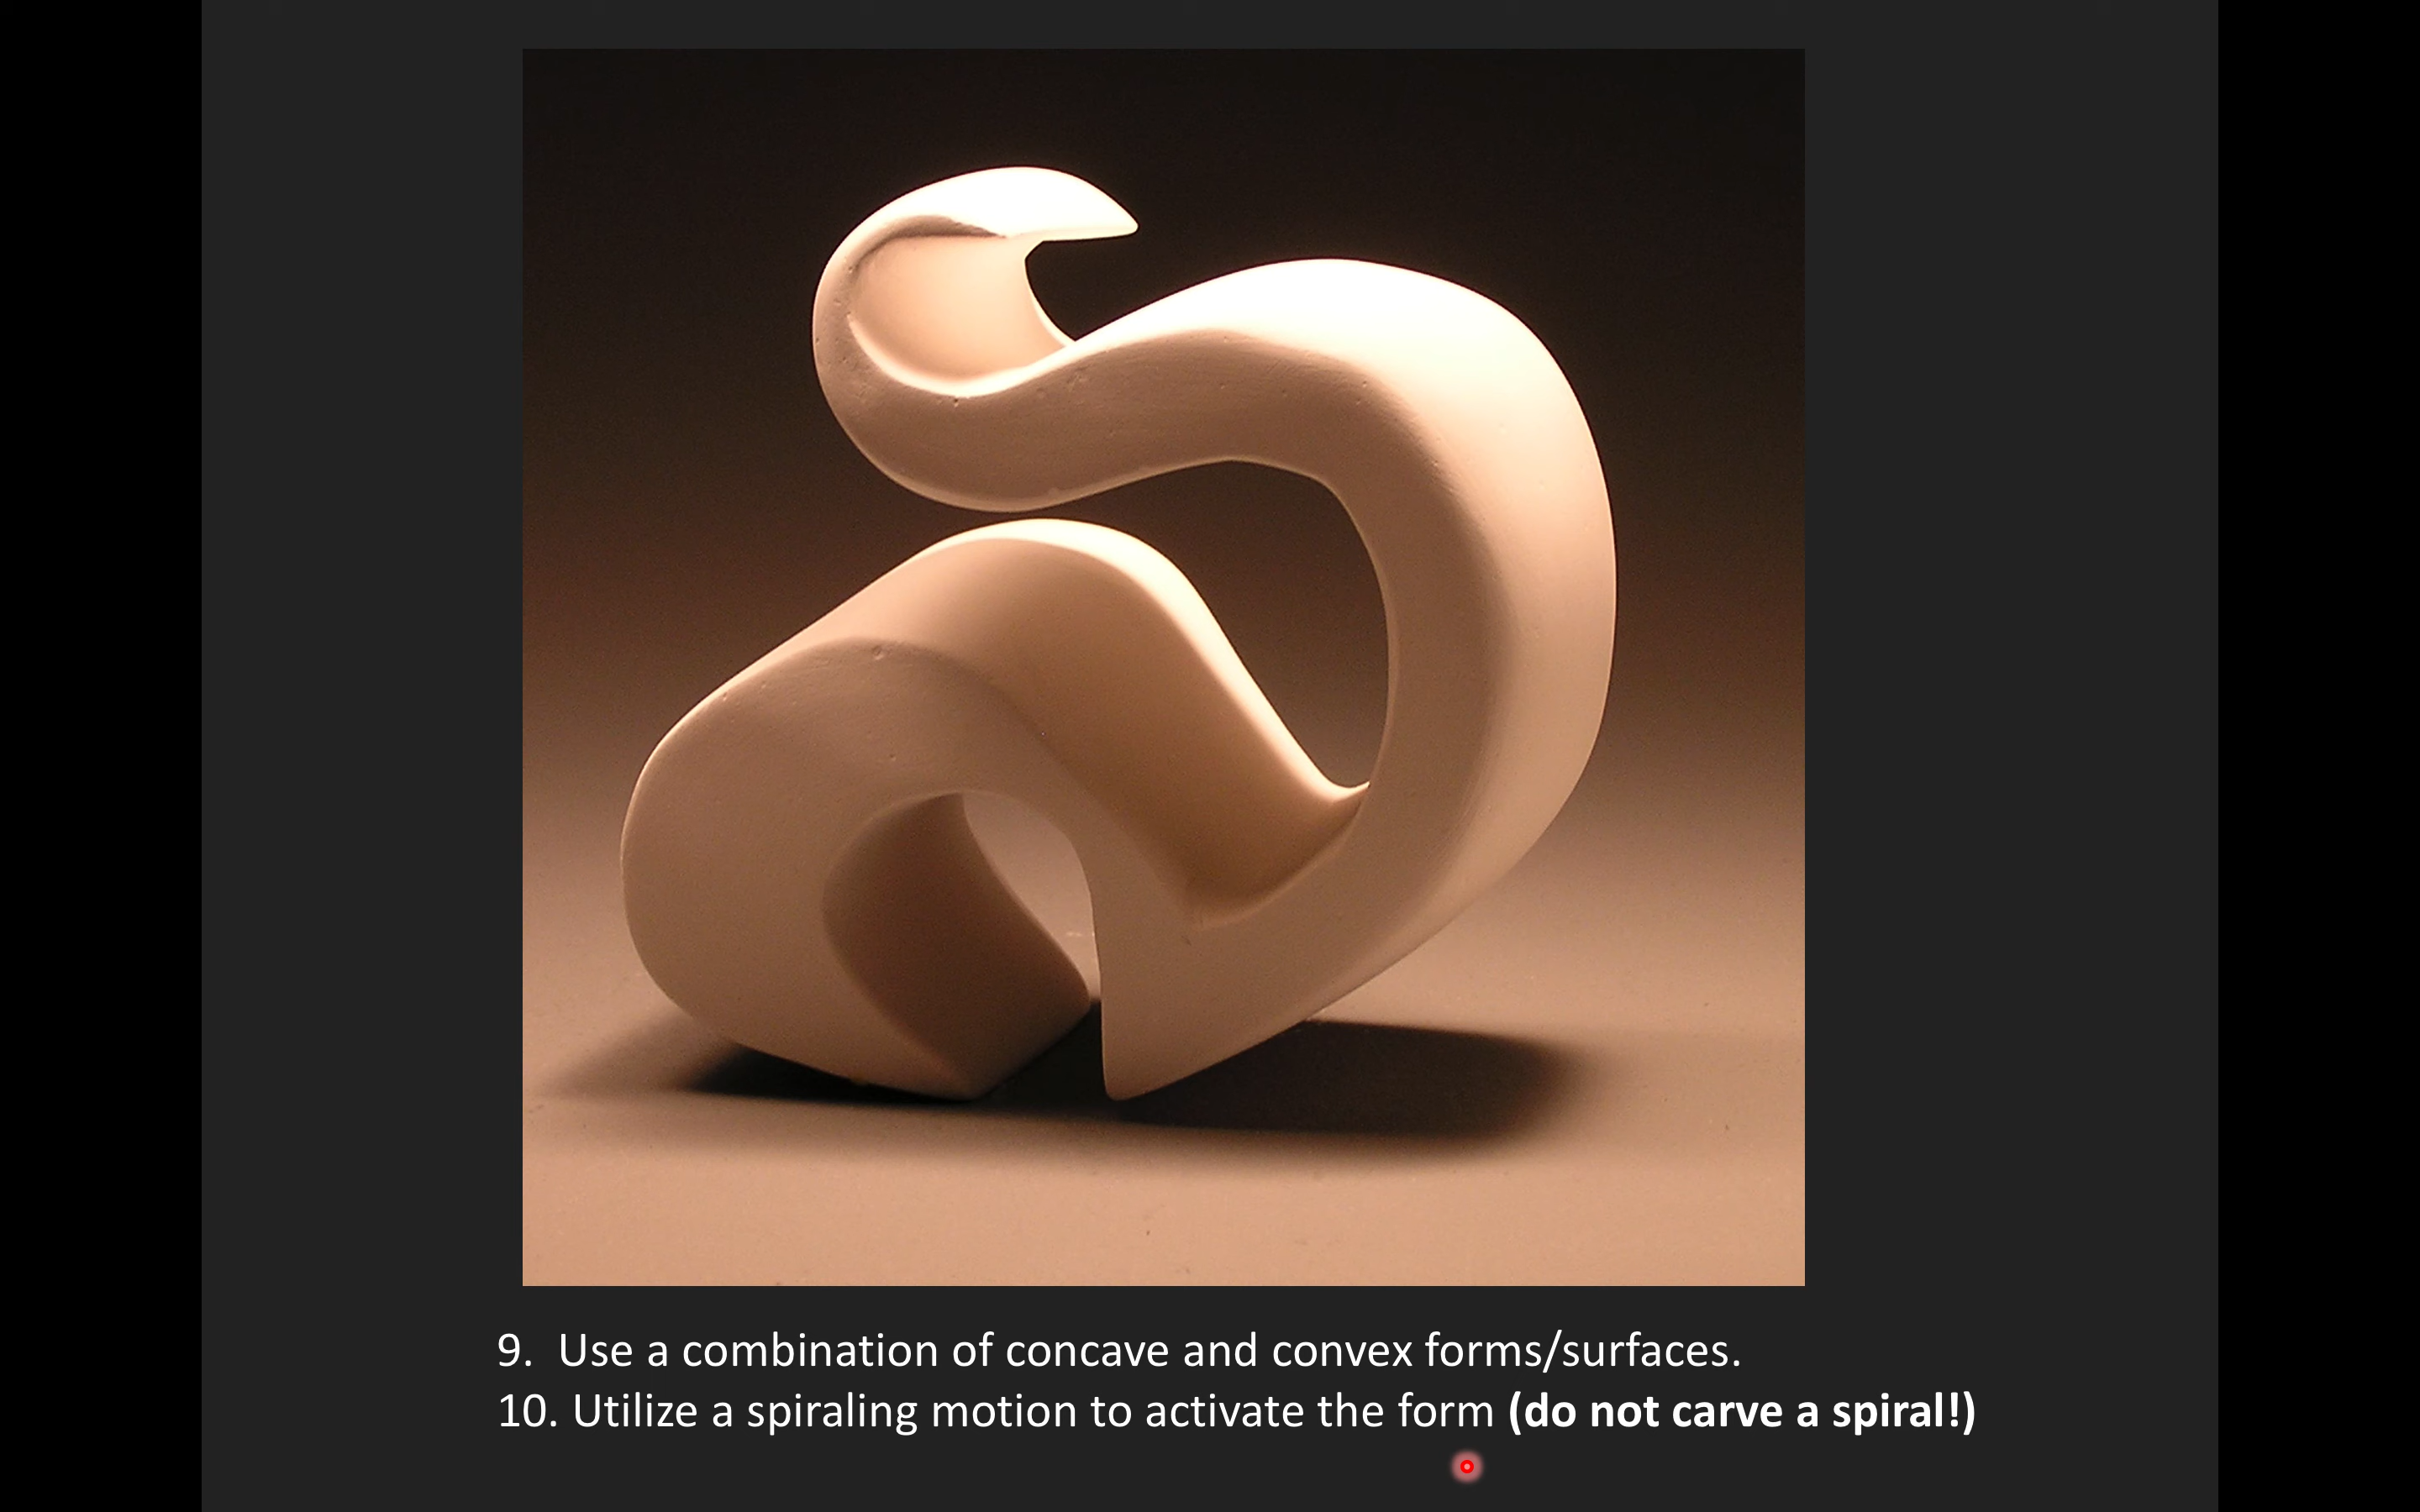 9.  Use a combination of concave and convex forms/surfaces.
10. Utilize a spiraling motion to activate the form (do not carve a spiral!)